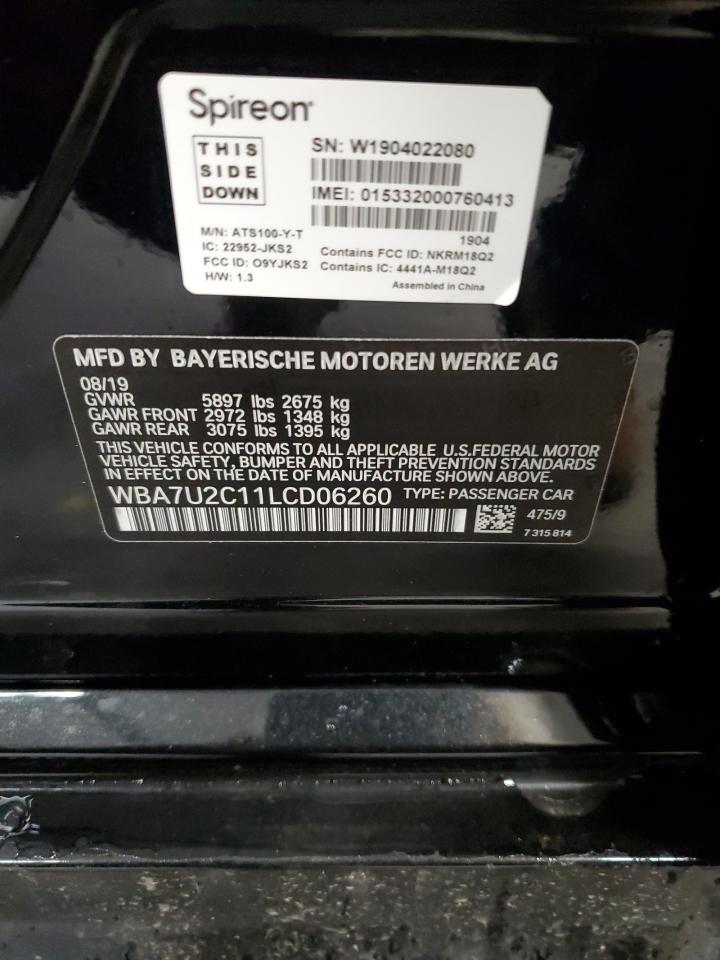 Spireon
THIS
SIDE
DOWN
SN: W1904022080
IMEI: 015332000760413
1904
M/N: ATS100-Y-T
IC: 22952-JKS2
FCC ID: O9YJKS2
H/W: 1.3
Contains FCC ID: NKRM18Q2
Contains IC: 4441A-M18Q2
Assembled in China
MFD BY BAYERISCHE MOTOREN WERKE AG
08/19
GVWR 5897 lbs 2675 kg
GAWR FRONT 2972 lbs 1348 kg
GAWR REAR 3075 lbs 1395 kg
THIS VEHICLE CONFORMS TO ALL APPLICABLE U.S.FEDERAL MOTOR
VEHICLE SAFETY, BUMPER AND THEFT PREVENTION STANDARDS
IN EFFECT ON THE DATE OF MANUFACTURE SHOWN ABOVE.
WBA7U2C11LCD06260 TYPE: PASSENGER CAR
475/9
7 315 814